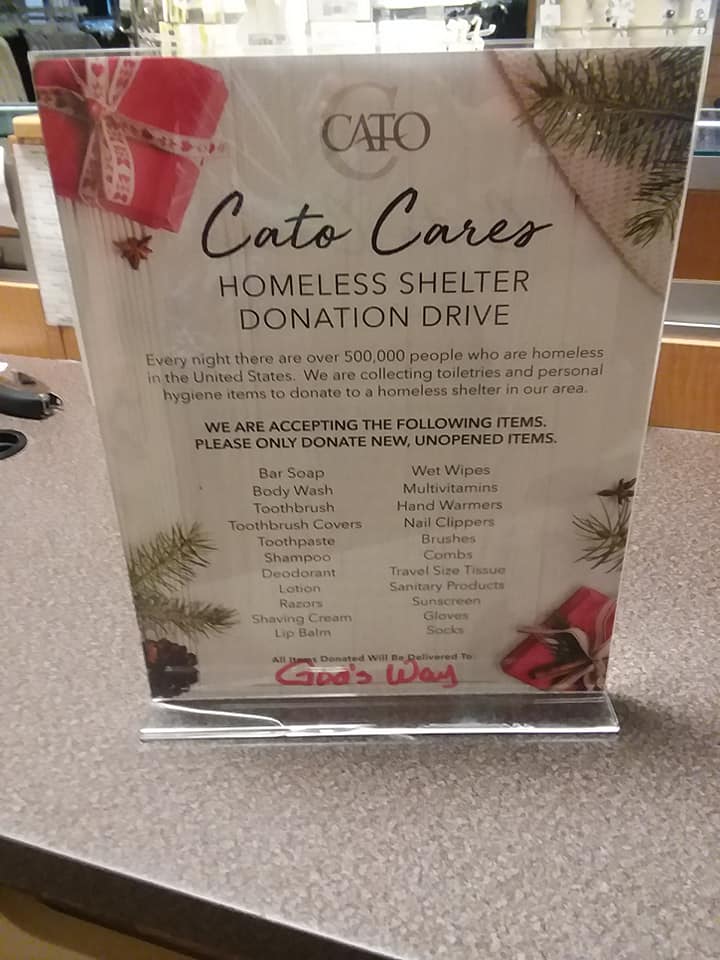 CATO
Cato Cares
HOMELESS SHELTER
DONATION DRIVE
Every night there are over 500,000 people who are homeless
in the United States. We are collecting toiletries and personal
hygiene items to donate to a homeless shelter in our area.
WE ARE ACCEPTING THE FOLLOWING ITEMS.
PLEASE ONLY DONATE NEW, UNOPENED ITEMS.
Bar Soap
Body Wash
Toothbrush
Toothbrush Covers
Toothpaste
Shampoo
Deodorant
Lotion
Razors
Shaving Cream
Lip Balm
Wet Wipes
Multivitamins
Hand Warmers
Nail Clippers
Brushes
Combs
Travel Size Tissue
Sanitary Products
Sunscreen
Gloves
Socks
All Items Donated Will Be Delivered To:
God's Way